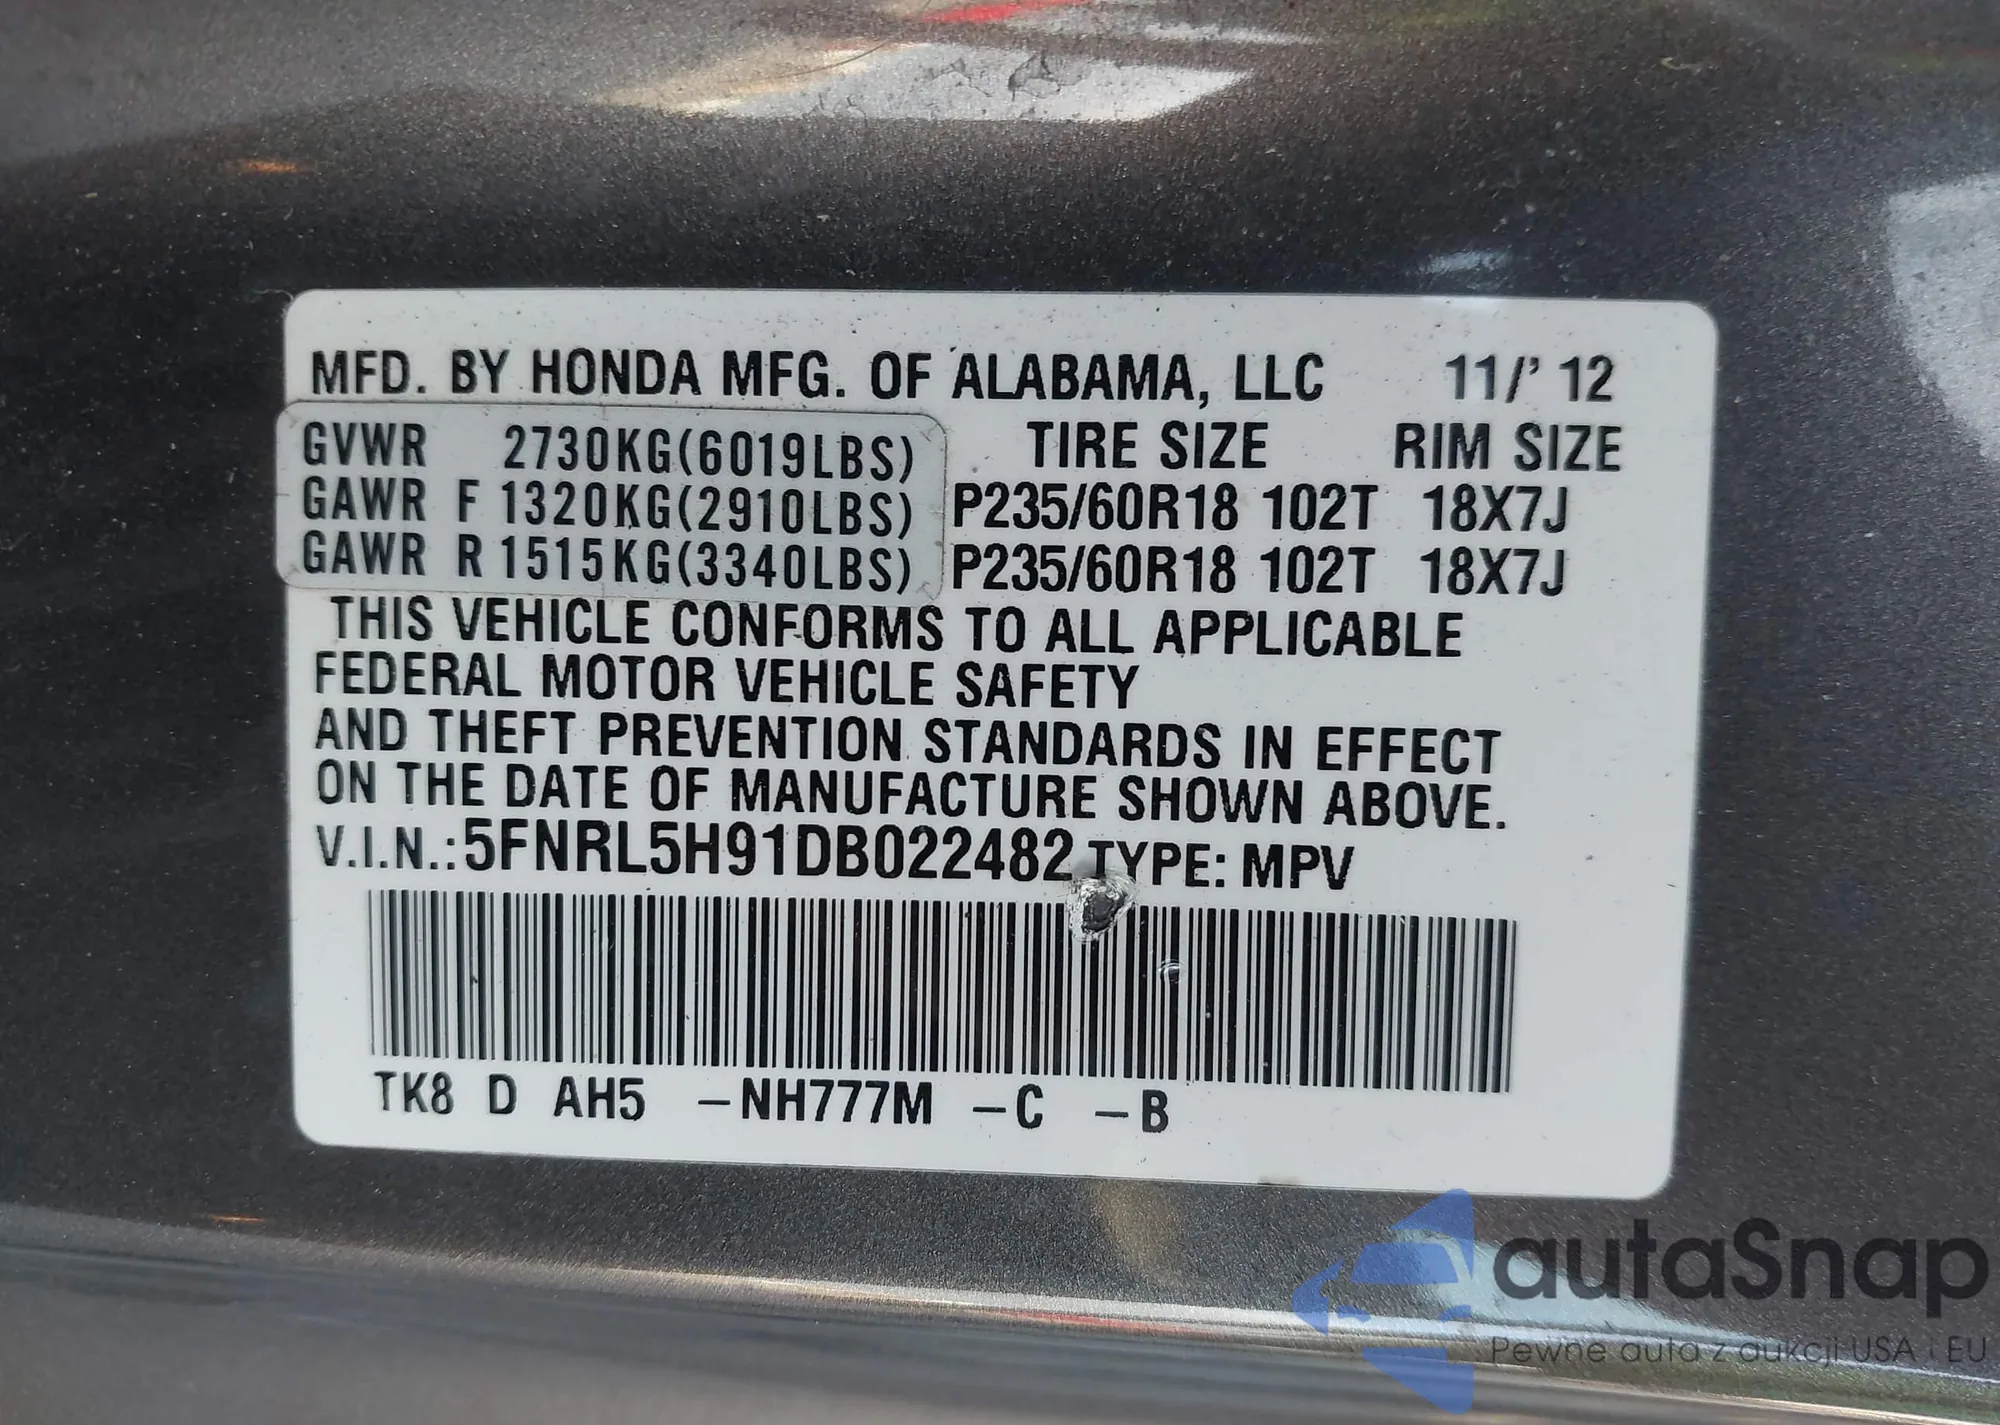 MFD. BY HONDA MFG. OF ALABAMA, LLC 11/' 12
GVWR 2730KG(6019LBS) TIRE SIZE RIM SIZE
GAWR F 1320KG(2910LBS) P235/60R18 102T 18X7J
GAWR R 1515KG(3340LBS) P235/60R18 102T 18X7J
THIS VEHICLE CONFORMS TO ALL APPLICABLE
FEDERAL MOTOR VEHICLE SAFETY
AND THEFT PREVENTION STANDARDS IN EFFECT
ON THE DATE OF MANUFACTURE SHOWN ABOVE.
V.I.N.:5FNRL5H91DB022482 TYPE: MPV
TK8 D AH5 –NH777M –C –B
autaSnap
Pewne auta z aukcji USA i EU